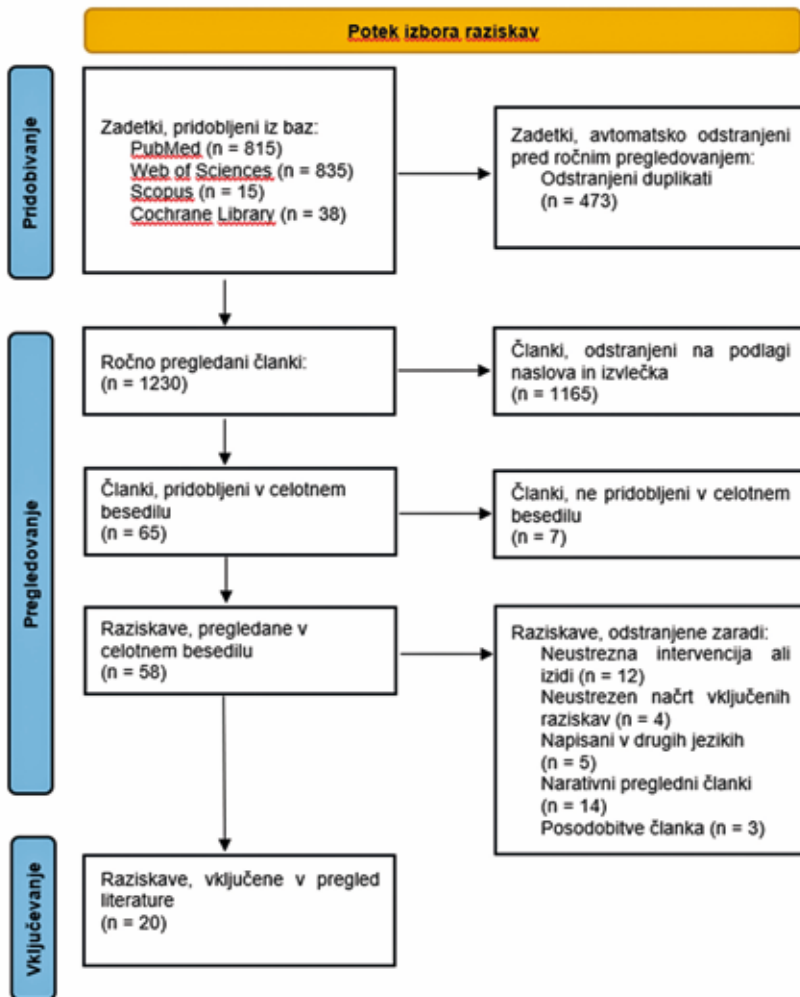 Potek izbora raziskav
Pridobivanje
Zadetki, pridobljeni iz baz:
PubMed (n = 815)
Web of Sciences (n = 835)
Scopus (n = 15)
Cochrane Library (n = 38)
Zadetki, avtomatsko odstranjeni
pred ročnim pregledovanjem:
Odstranjeni duplikati
(n = 473)
Pregledovanje
Ročno pregledani članki:
(n = 1230)
Članki, odstranjeni na podlagi
naslova in izvlečka
(n = 1165)
Članki, pridobljeni v celotnem
besedilu
(n = 65)
Članki, ne pridobljeni v celotnem
besedilu
(n = 7)
Raziskave, pregledane v
celotnem besedilu
(n = 58)
Raziskave, odstranjene zaradi:
Neustrezna intervencija ali
izidi (n = 12)
Neustrezen načrt vključenih
raziskav (n = 4)
Napisani v drugih jezikih
(n = 5)
Narativni pregledni članki
(n = 14)
Posodobitve članka (n = 3)
Vključevanje
Raziskave, vključene v pregled
literature
(n = 20)